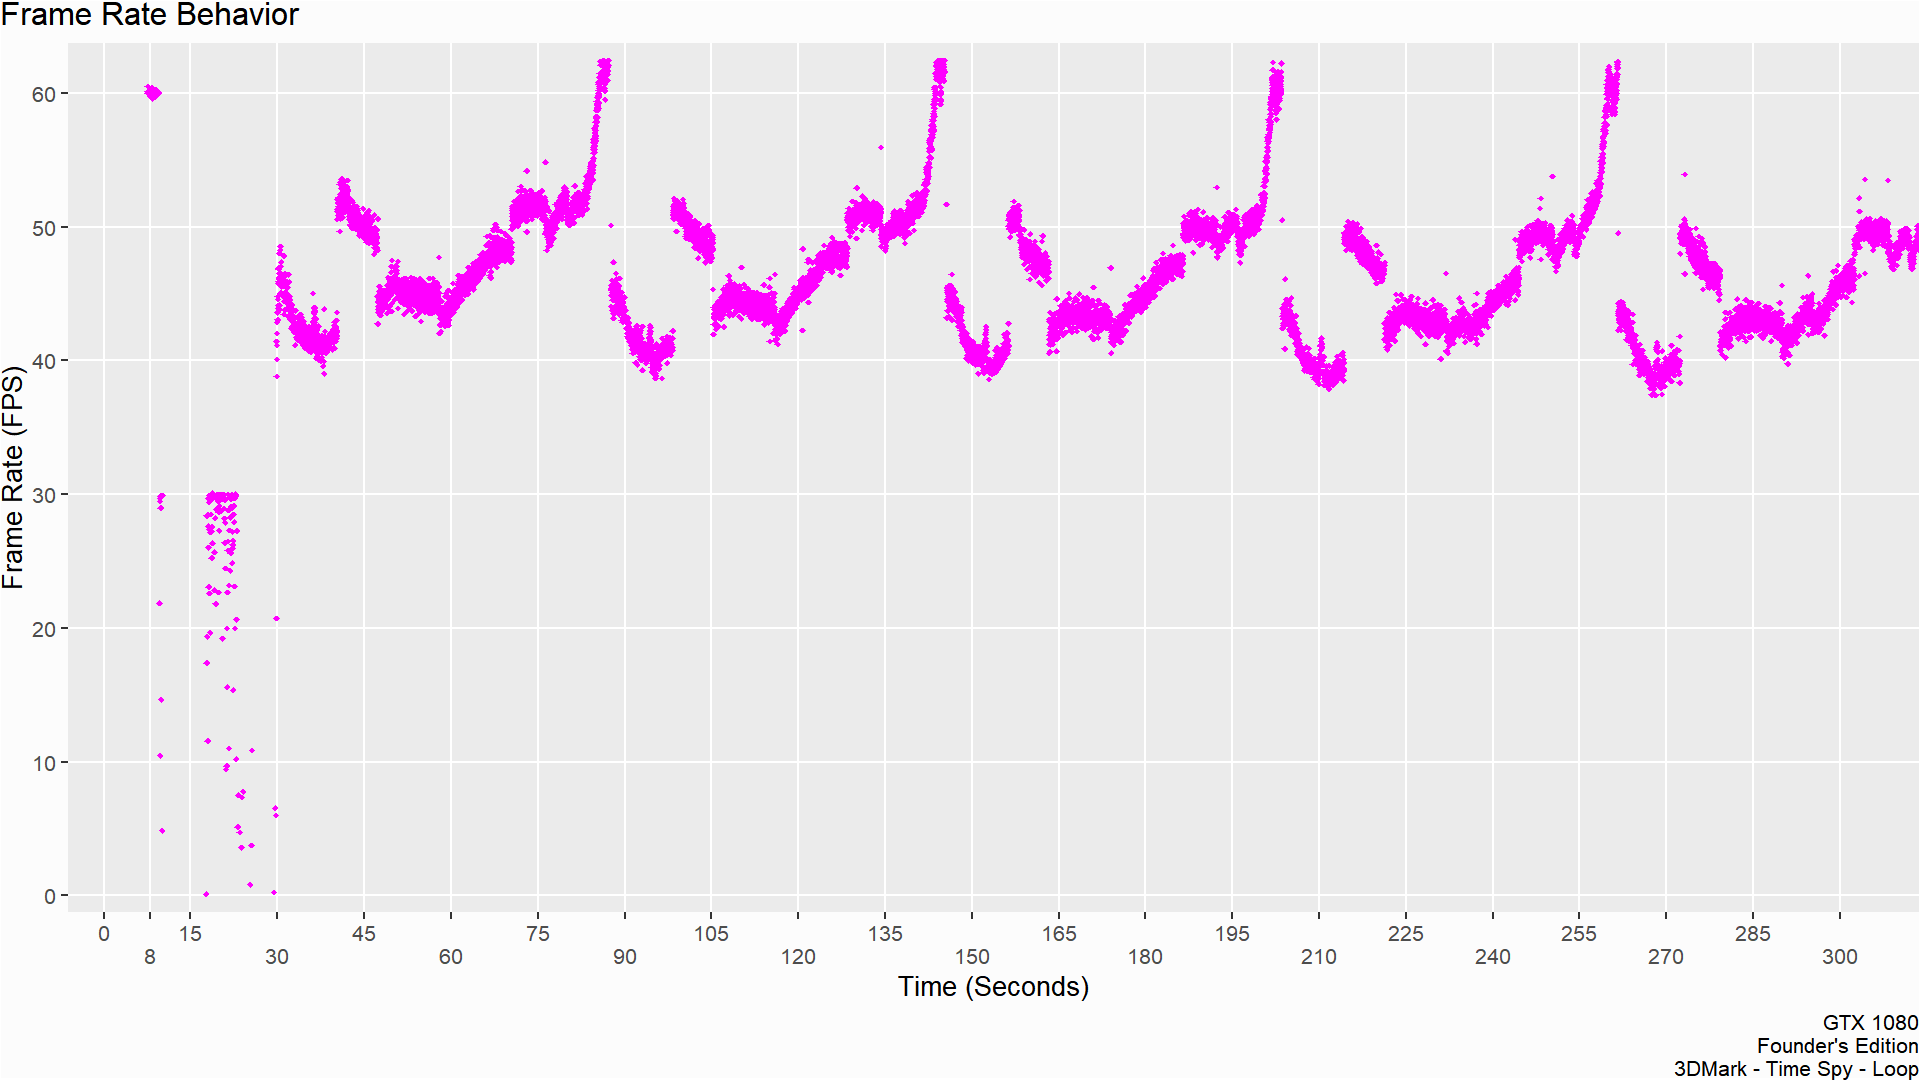 Frame Rate Behavior
Frame Rate (FPS)
60
50
40
30
20
10
0
0 15 45 75 105 135 165 195 225 255 285
8 30 60 90 120 150 180 210 240 270 300
Time (Seconds)
GTX 1080
Founder's Edition
3DMark - Time Spy - Loop